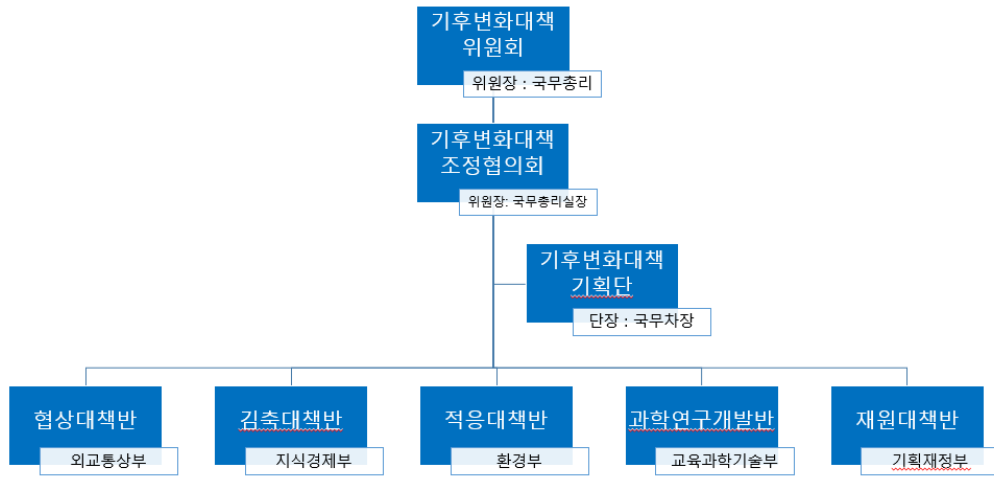 기후변화대책
위원회
위원장 : 국무총리
기후변화대책
조정협의회
위원장: 국무총리실장
기후변화대책
기획단
단장 : 국무차장
협상대책반
외교통상부
김축대책반
지식경제부
적응대책반
환경부
과학연구개발반
교육과학기술부
재원대책반
기획재정부